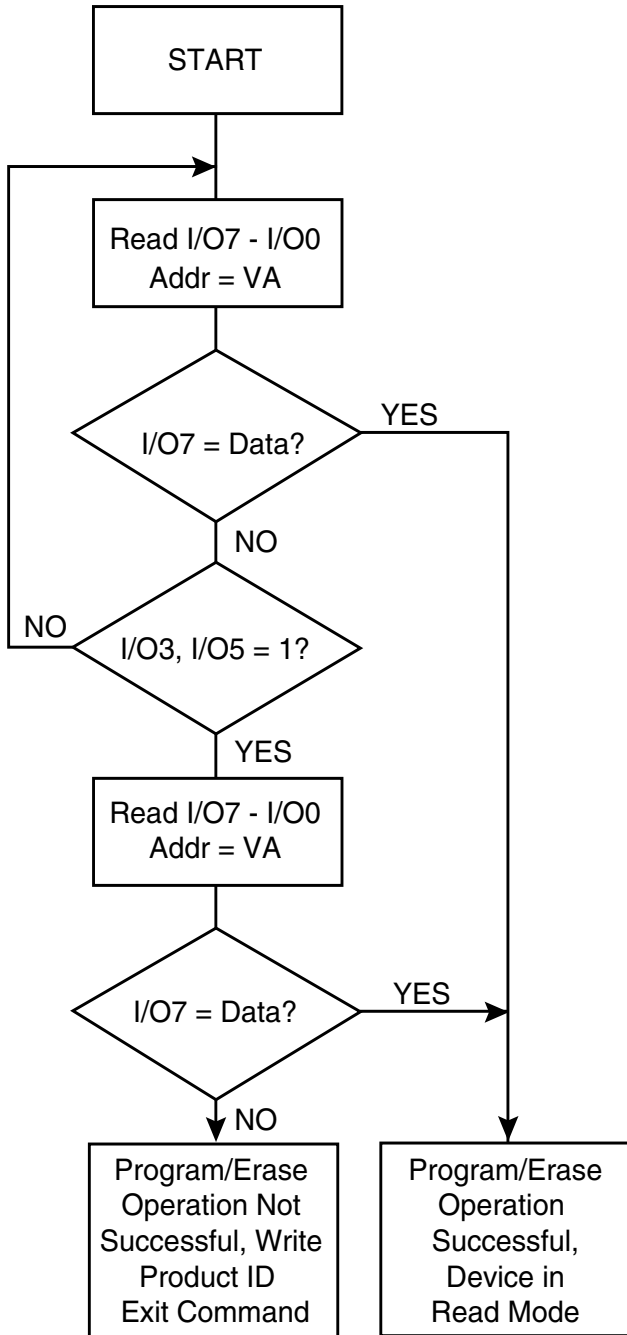 START
Read I/O7 - I/O0
Addr = VA
I/O7 = Data?
YES
NO
I/O3, I/O5 = 1?
NO
YES
Read I/O7 - I/O0
Addr = VA
I/O7 = Data?
YES
NO
Program/Erase
Operation Not
Successful, Write
Product ID
Exit Command
Program/Erase
Operation
Successful,
Device in
Read Mode